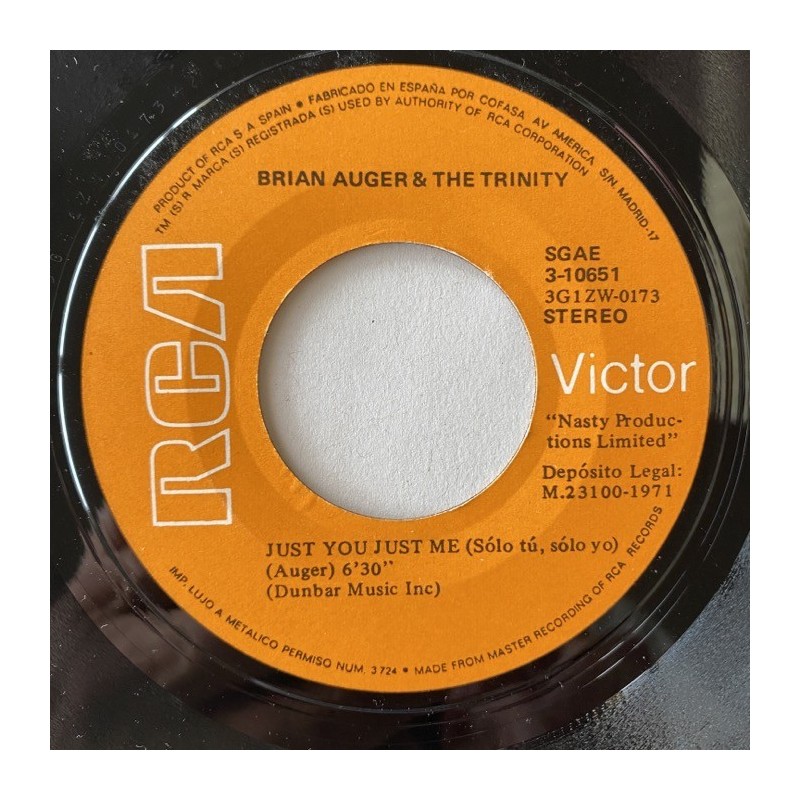 PRODUCT OF RCA S A SPAIN • FABRICADO EN ESPAÑA POR COFASA AV AMERICA S/N MADRID-17
TM (S) R MARCA (S) REGISTRADA (S) USED BY AUTHORITY OF RCA CORPORATION
BRIAN AUGER & THE TRINITY
RCA
SGAE
3-10651
3G1ZW-0173
STEREO
Victor
"Nasty Produc-
tions Limited"
Depósito Legal:
M.23100-1971
JUST YOU JUST ME (Sólo tú, sólo yo)
(Auger) 6'30"
(Dunbar Music Inc)
IMP. LUJO A METALICO PERMISO NUM. 3724 • MADE FROM MASTER RECORDING OF RCA RECORDS